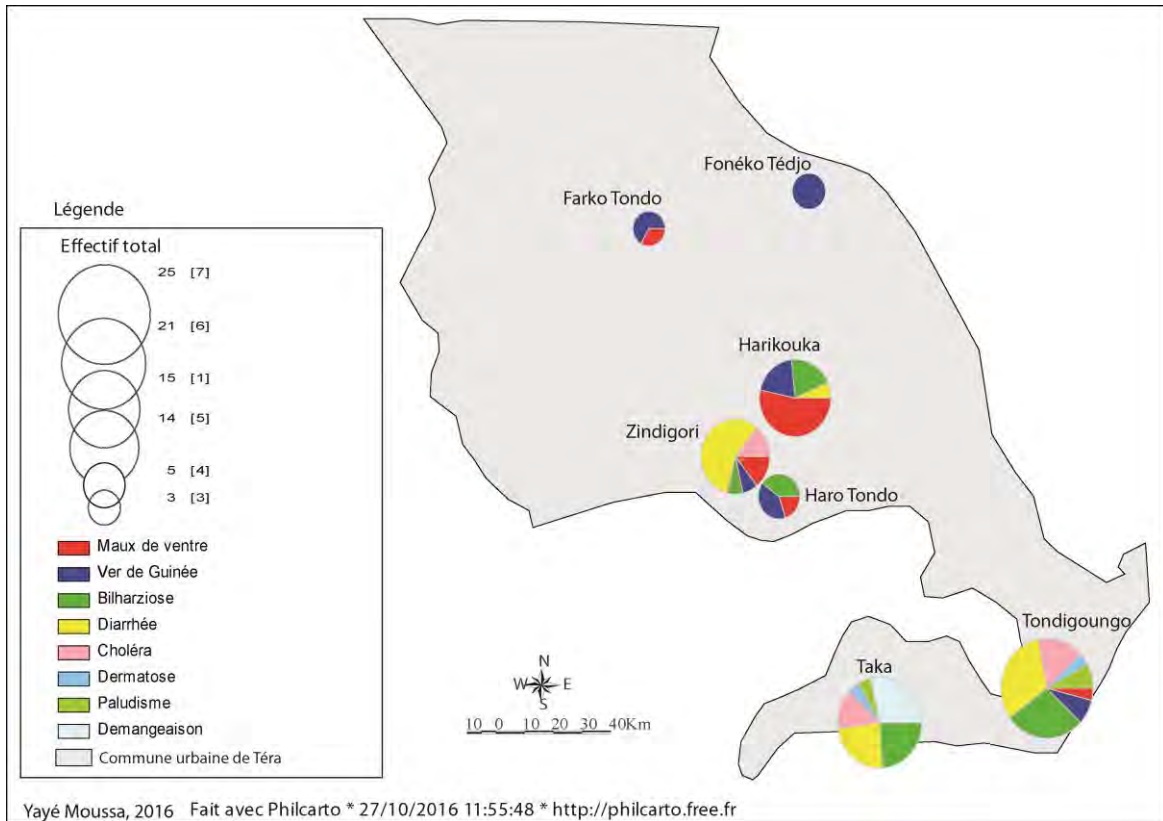 Fonéko Tédjo
Farko Tondo
Légende
Effectif total
25 [7]
21 [6]
15 [1]
14 [5]
5 [4]
3 [3]
Harikouka
Zindigori
Haro Tondo
Maux de ventre
Ver de Guinée
Bilharziose
Diarrhée
Choléra
Dermatose
Paludisme
Demangeaison
Commune urbaine de Téra
Tondigoungo
Taka
N
W E
S
10 0 10 20 30 40Km
Yayé Moussa, 2016 Fait avec Philcarto * 27/10/2016 11:55:48 * http://philcarto.free.fr